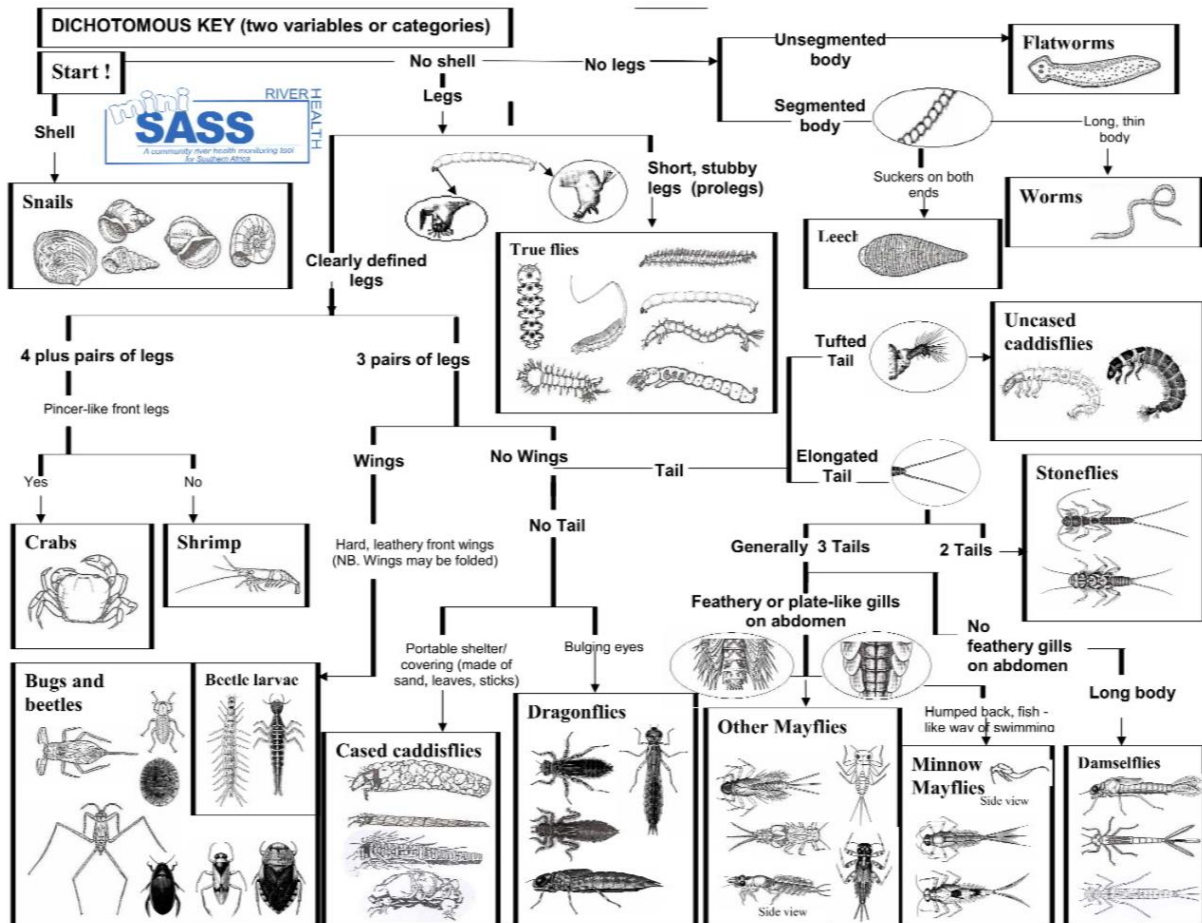 DICHOTOMOUS KEY (two variables or categories)
Start !
No shell
No legs
Unsegmented
body
Flatworms
Legs
Segmented
body
Long, thin
body
Shell
mini
SASS
RIVER
HEALTH
A community river health monitoring tool
for Southern Africa
Short, stubby
legs (prolegs)
Suckers on both
ends
Worms
Snails
Leech
True flies
Clearly defined
legs
Tufted
Tail
Uncased
caddisflies
4 plus pairs of legs
3 pairs of legs
Pincer-like front legs
Wings
No Wings
Tail
Elongated
Tail
Stoneflies
Yes
No
No Tail
Crabs
Shrimp
Hard, leathery front wings
(NB. Wings may be folded)
Generally 3 Tails
2 Tails
Feathery or plate-like gills
on abdomen
No
feathery gills
on abdomen
Portable shelter/
covering (made of
sand, leaves, sticks)
Bulging eyes
Long body
Bugs and
beetles
Beetle larvae
Cased caddisflies
Dragonflies
Other Mayflies
Side view
Humped back, fish -
like way of swimming
Minnow
Mayflies
Side view
Damselflies